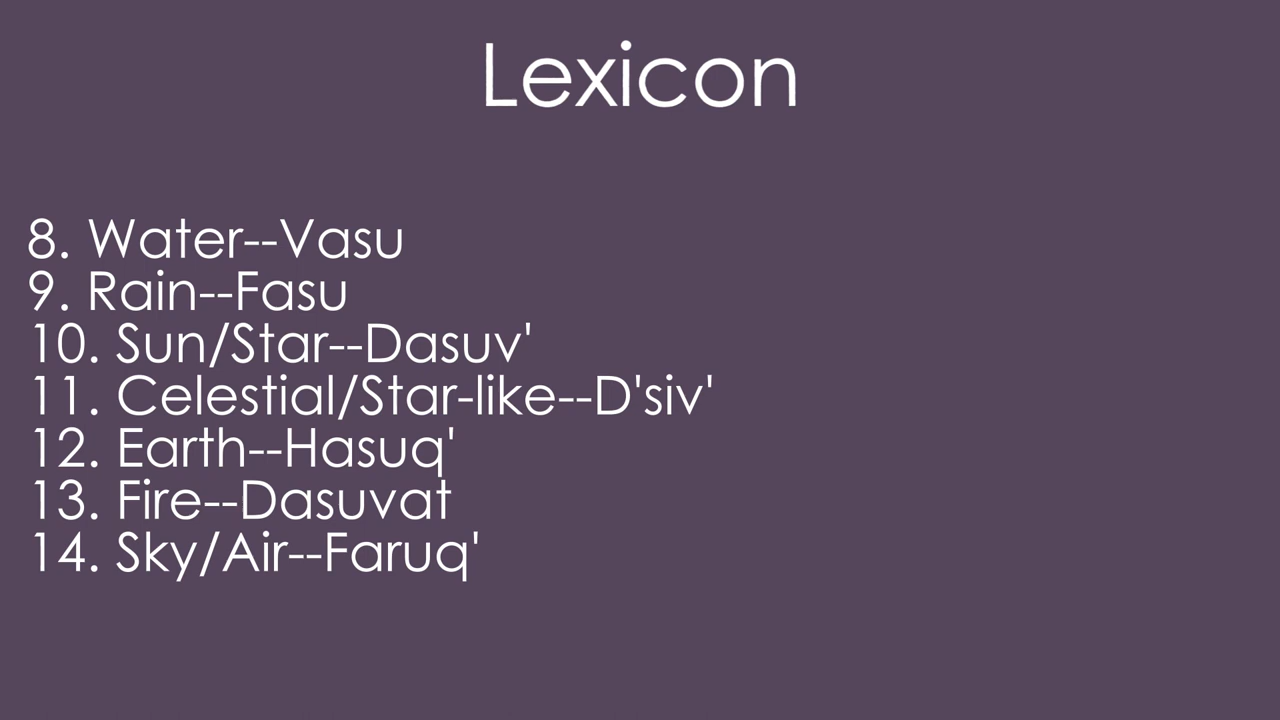 Lexicon
8. Water--Vasu
9. Rain--Fasu
10. Sun/Star--Dasuv'
11. Celestial/Star-like--D'siv'
12. Earth--Hasuq'
13. Fire--Dasuvat
14. Sky/Air--Faruq'